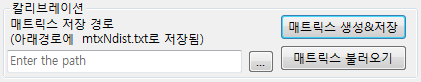 칼리브레이션
매트릭스 저장 경로
(아래경로에 mtxNdist.txt로 저장됨)
매트릭스 생성&저장
Enter the path
...
매트릭스 불러오기